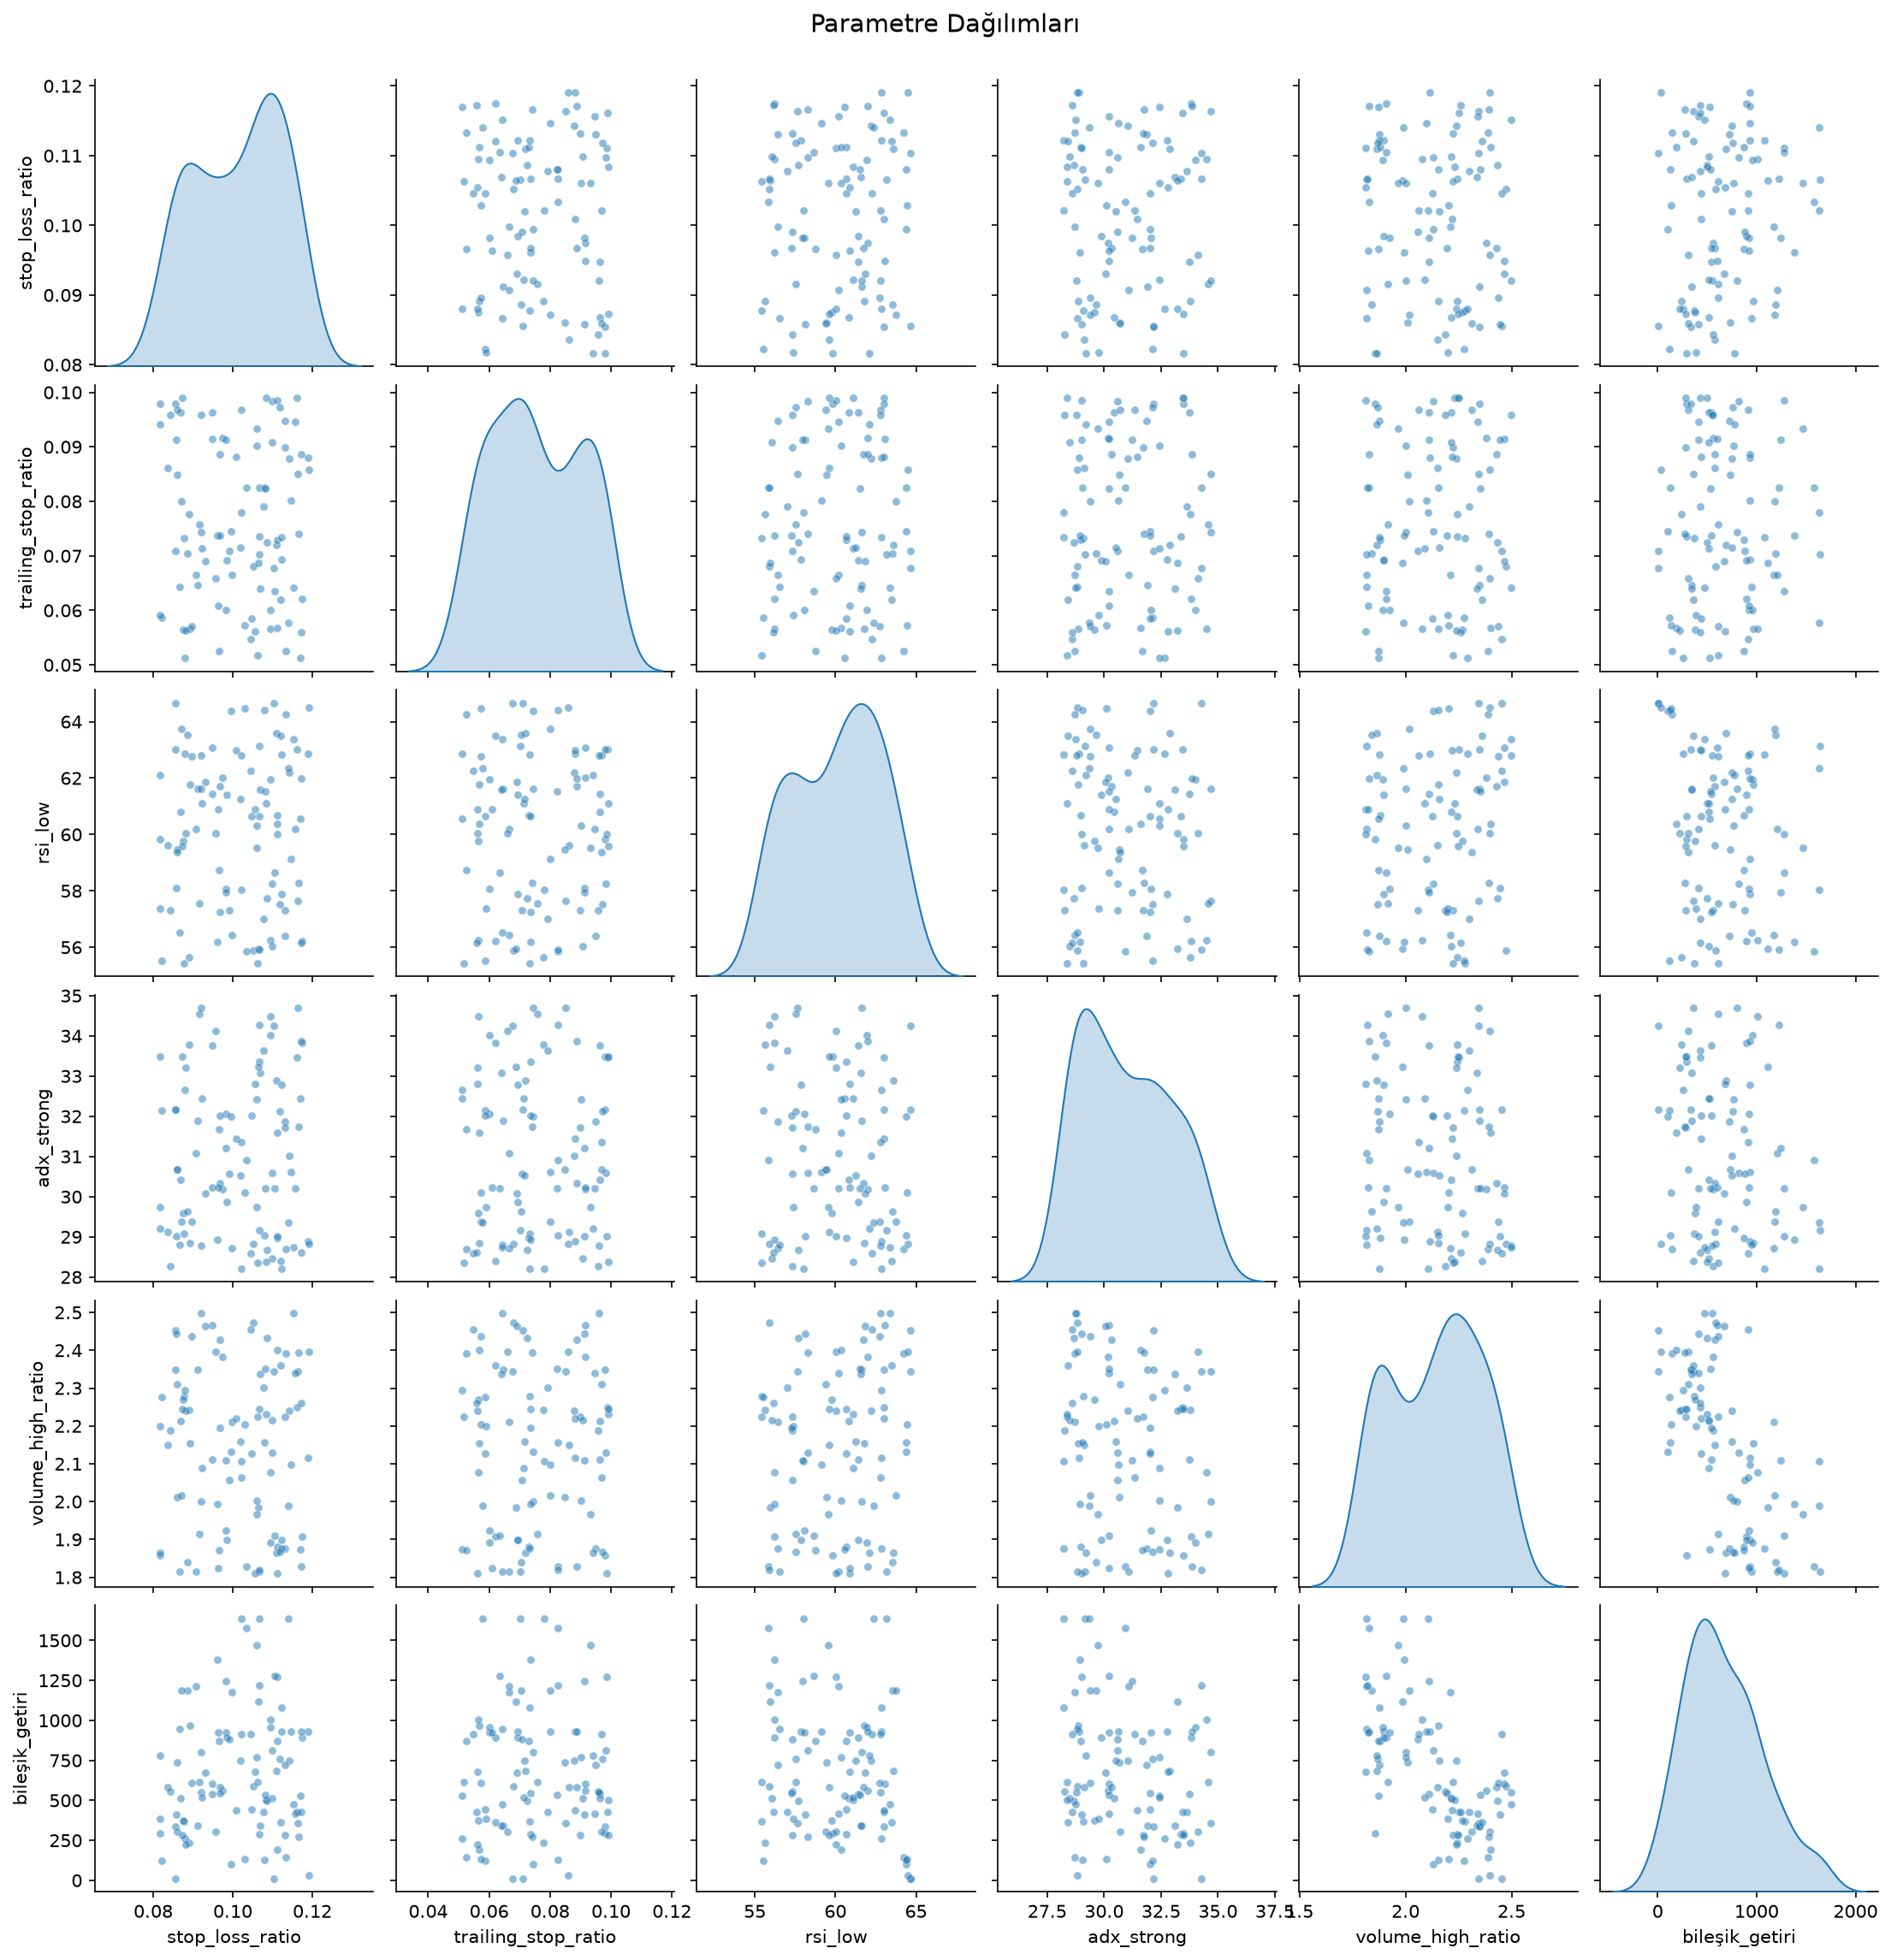 Parametre Dağılımları
0.12
0.11
0.10
0.09
0.08
stop_loss_ratio
0.10
0.09
0.08
0.07
0.06
0.05
trailing_stop_ratio
64
62
60
58
56
rsi_low
35
34
33
32
31
30
29
28
adx_strong
2.5
2.4
2.3
2.2
2.1
2.0
1.9
1.8
volume_high_ratio
1500
1250
1000
750
500
250
0
bileşik_getiri
0.08 0.10 0.12
stop_loss_ratio
0.04 0.06 0.08 0.10 0.12
trailing_stop_ratio
55 60 65
rsi_low
27.5 30.0 32.5 35.0 37.5
adx_strong
1.5 2.0 2.5
volume_high_ratio
0 1000 2000
bileşik_getiri